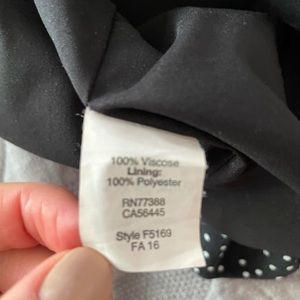 100% Viscose
Lining:
100% Polyester
RN77388
CA56445
Style F5169
FA 16